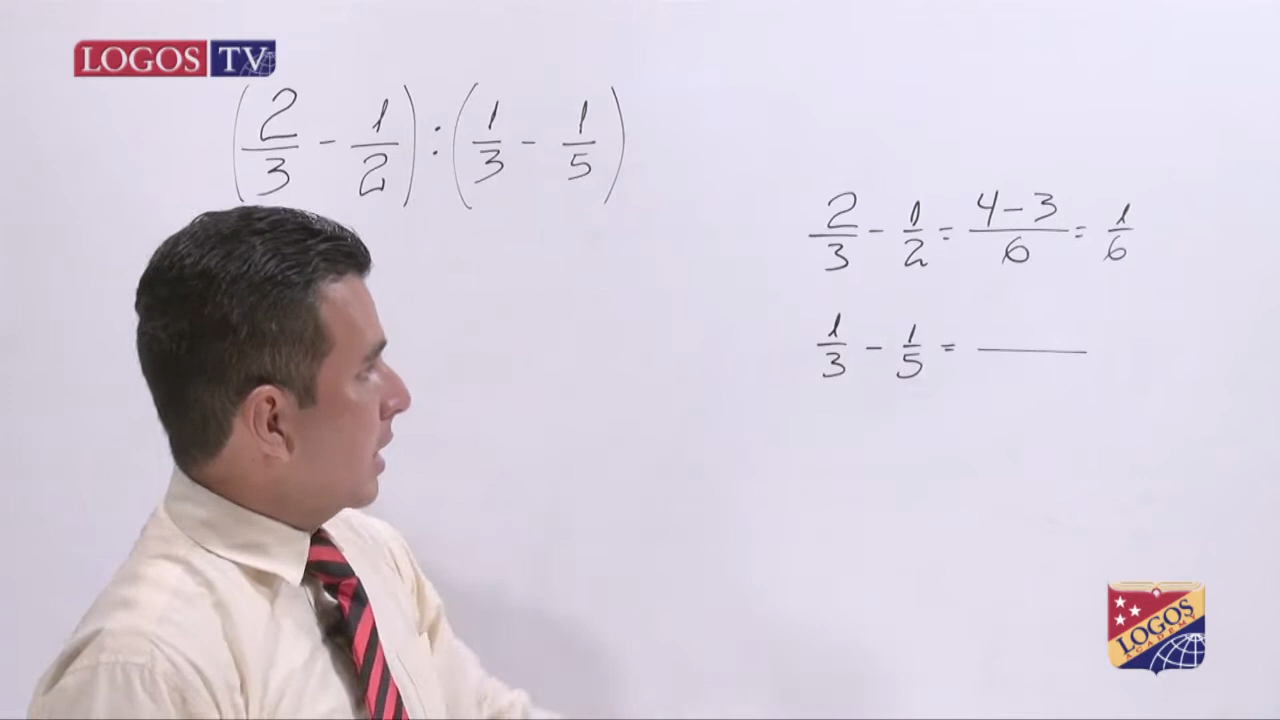 LOGOS TV
(2/3 - 1/2) : (1/3 - 1/5)
2/3 - 1/2 = 4 - 3/6 = 1/6
1/3 - 1/5 = ———
LOGOS
ACADEMY